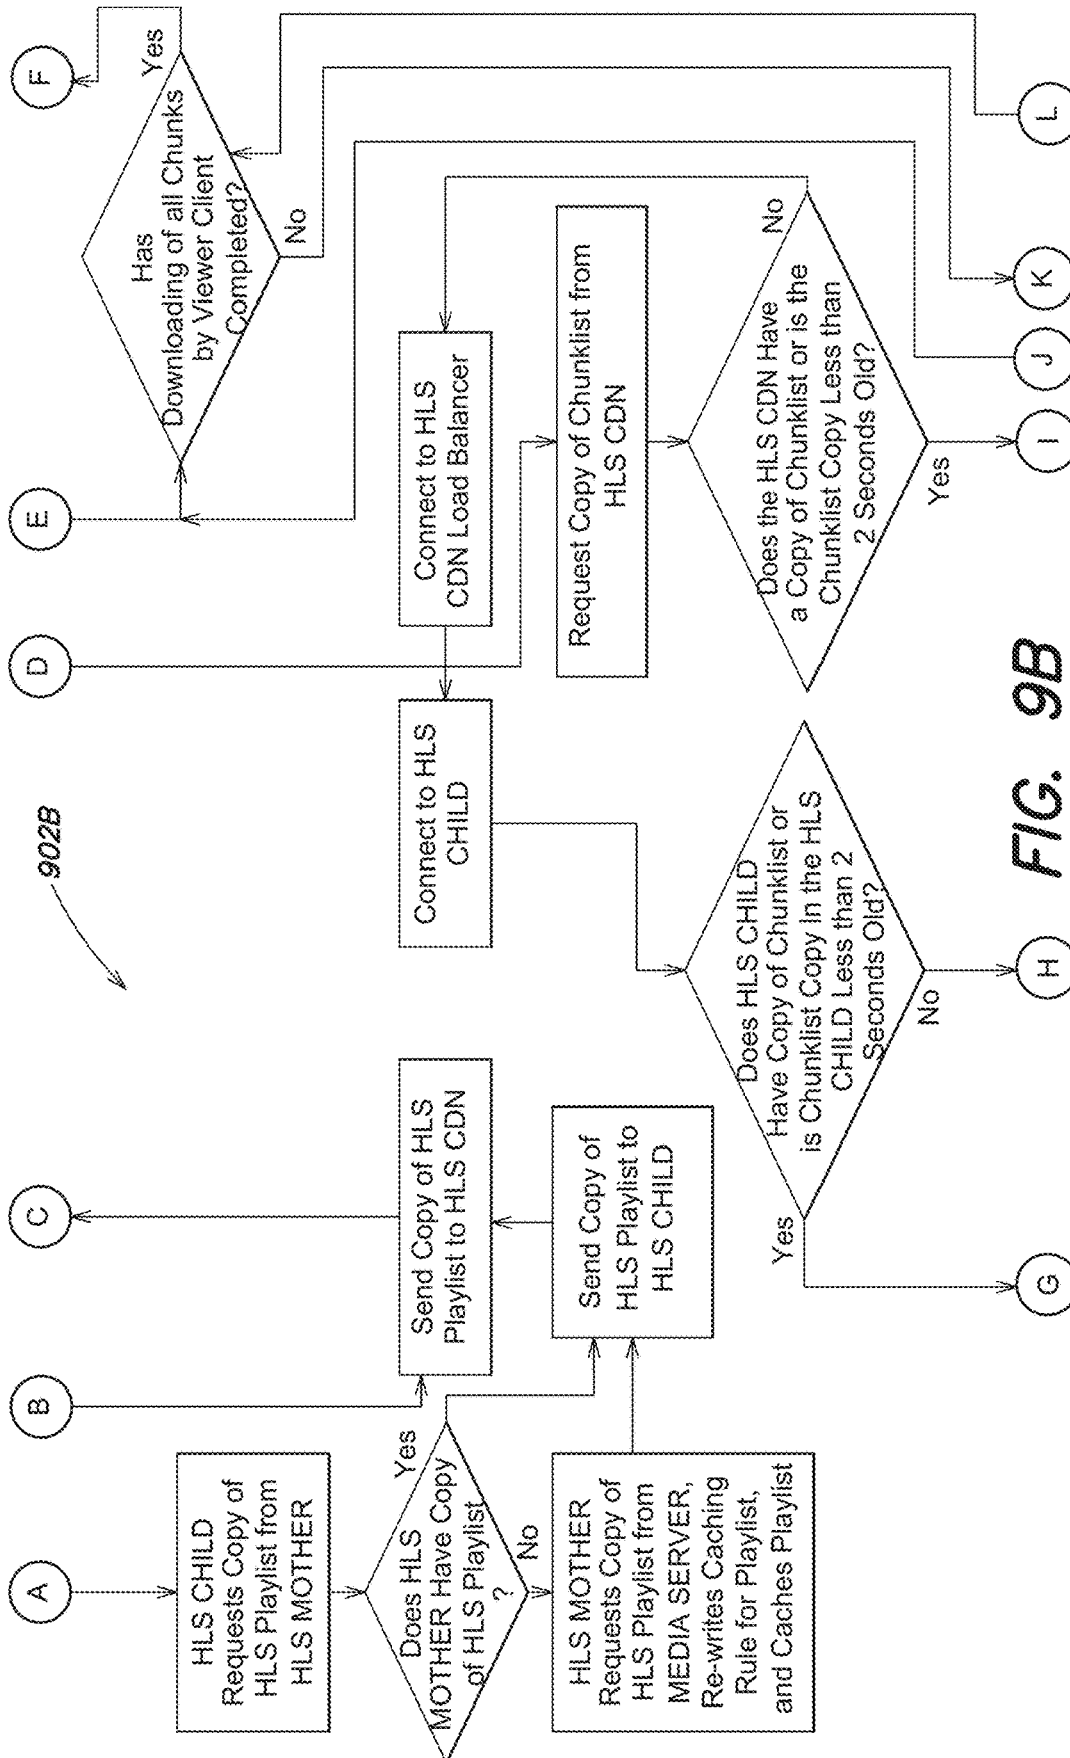 A
B
C
D
E
F
902B
HLS CHILD
Requests Copy of
HLS Playlist from
HLS MOTHER
Does HLS
MOTHER Have Copy
of HLS Playlist
?
Yes
No
HLS MOTHER
Requests Copy of
HLS Playlist from
MEDIA SERVER,
Re-writes Caching
Rule for Playlist,
and Caches Playlist
Send Copy of HLS
Playlist to HLS CDN
Send Copy of
HLS Playlist to
HLS CHILD
Connect to HLS
CHILD
Connect to HLS
CDN Load Balancer
Request Copy of Chunklist from
HLS CDN
Has
Downloading of all Chunks
by Viewer Client
Completed?
Yes
No
Does HLS CHILD
Have Copy of Chunklist or
is Chunklist Copy In the HLS
CHILD Less than 2
Seconds Old?
Yes
No
Does the HLS CDN Have
a Copy of Chunklist or is the
Chunklist Copy Less than
2 Seconds Old?
No
Yes
G
H
I
J
K
L
FIG. 9B